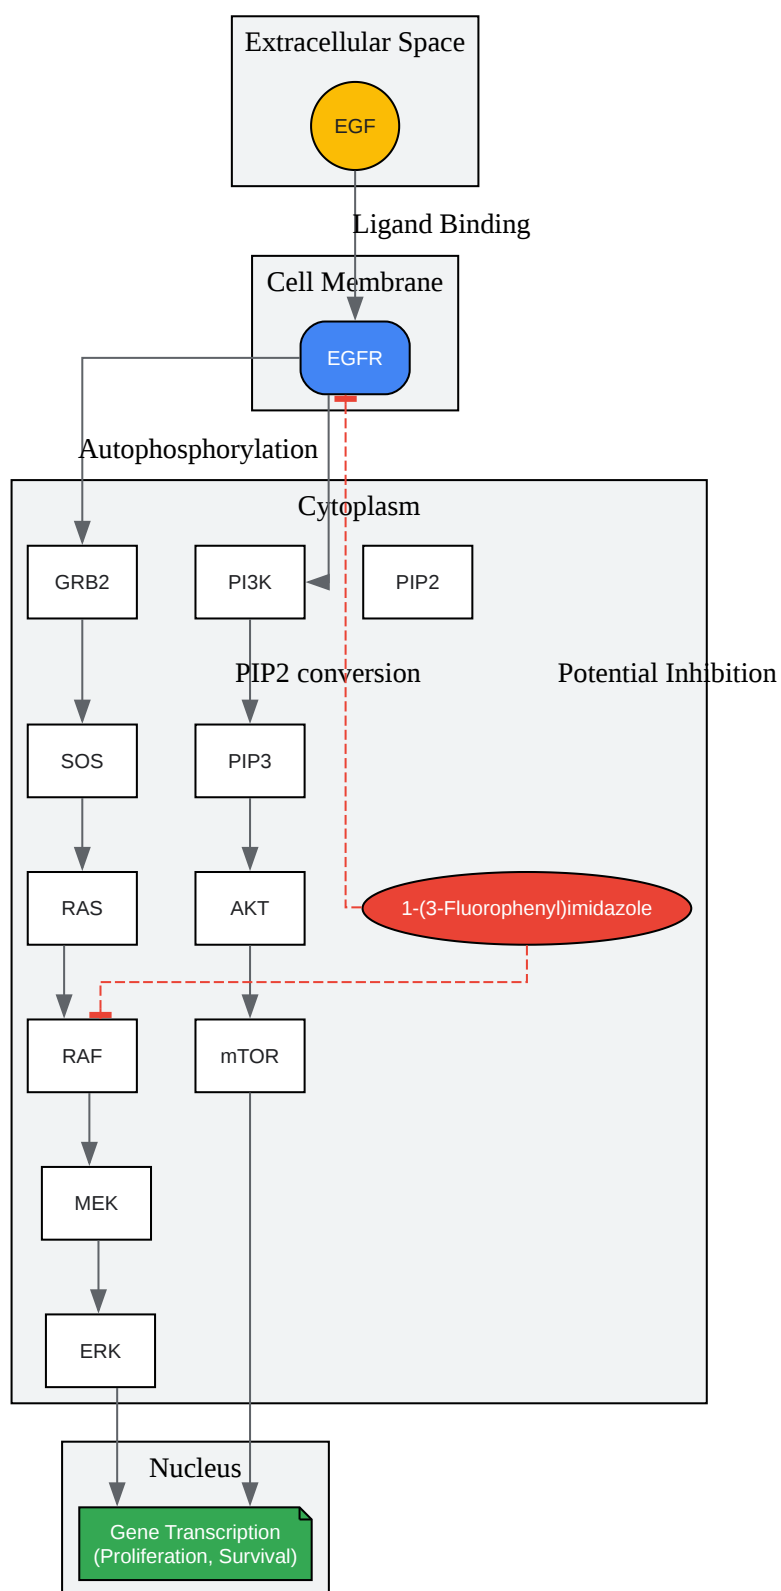 Extracellular Space
EGF
Ligand Binding
Cell Membrane
EGFR
Autophosphorylation
Cytoplasm
GRB2
PI3K
PIP2
PIP2 conversion
Potential Inhibition
SOS
PIP3
RAS
AKT
1-(3-Fluorophenyl)imidazole
RAF
mTOR
MEK
ERK
Nucleus
Gene Transcription
(Proliferation, Survival)